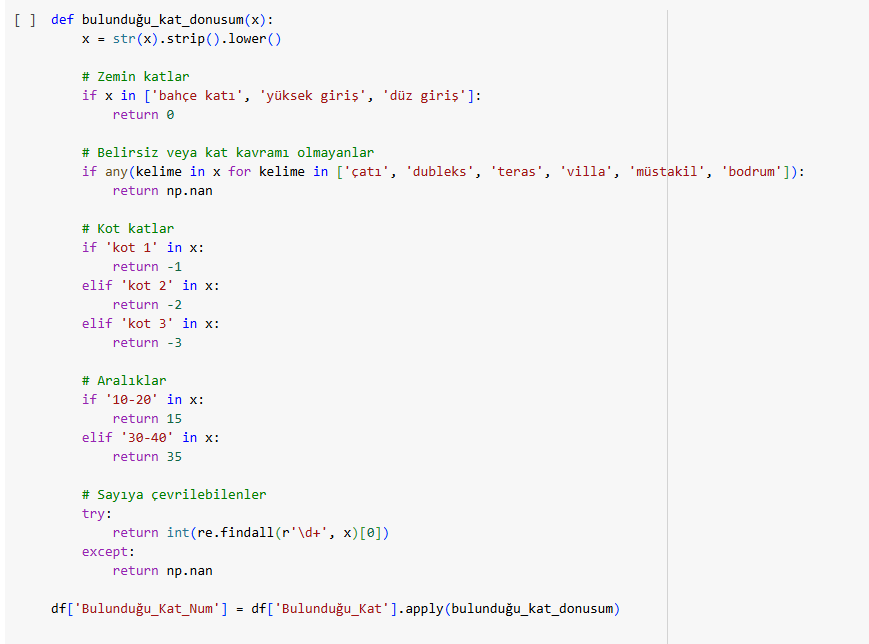 [ ] def bulunduğu_kat_donusum(x):
    x = str(x).strip().lower()

    # Zemin katlar
    if x in ['bahçe katı', 'yüksek giriş', 'düz giriş']:
        return 0

    # Belirsiz veya kat kavramı olmayanlar
    if any(kelime in x for kelime in ['çatı', 'dubleks', 'teras', 'villa', 'müstakil', 'bodrum']):
        return np.nan

    # Kot katlar
    if 'kot 1' in x:
        return -1
    elif 'kot 2' in x:
        return -2
    elif 'kot 3' in x:
        return -3

    # Aralıklar
    if '10-20' in x:
        return 15
    elif '30-40' in x:
        return 35

    # Sayıya çevrilebilenler
    try:
        return int(re.findall(r'\d+', x)[0])
    except:
        return np.nan

df['Bulunduğu_Kat_Num'] = df['Bulunduğu_Kat'].apply(bulunduğu_kat_donusum)